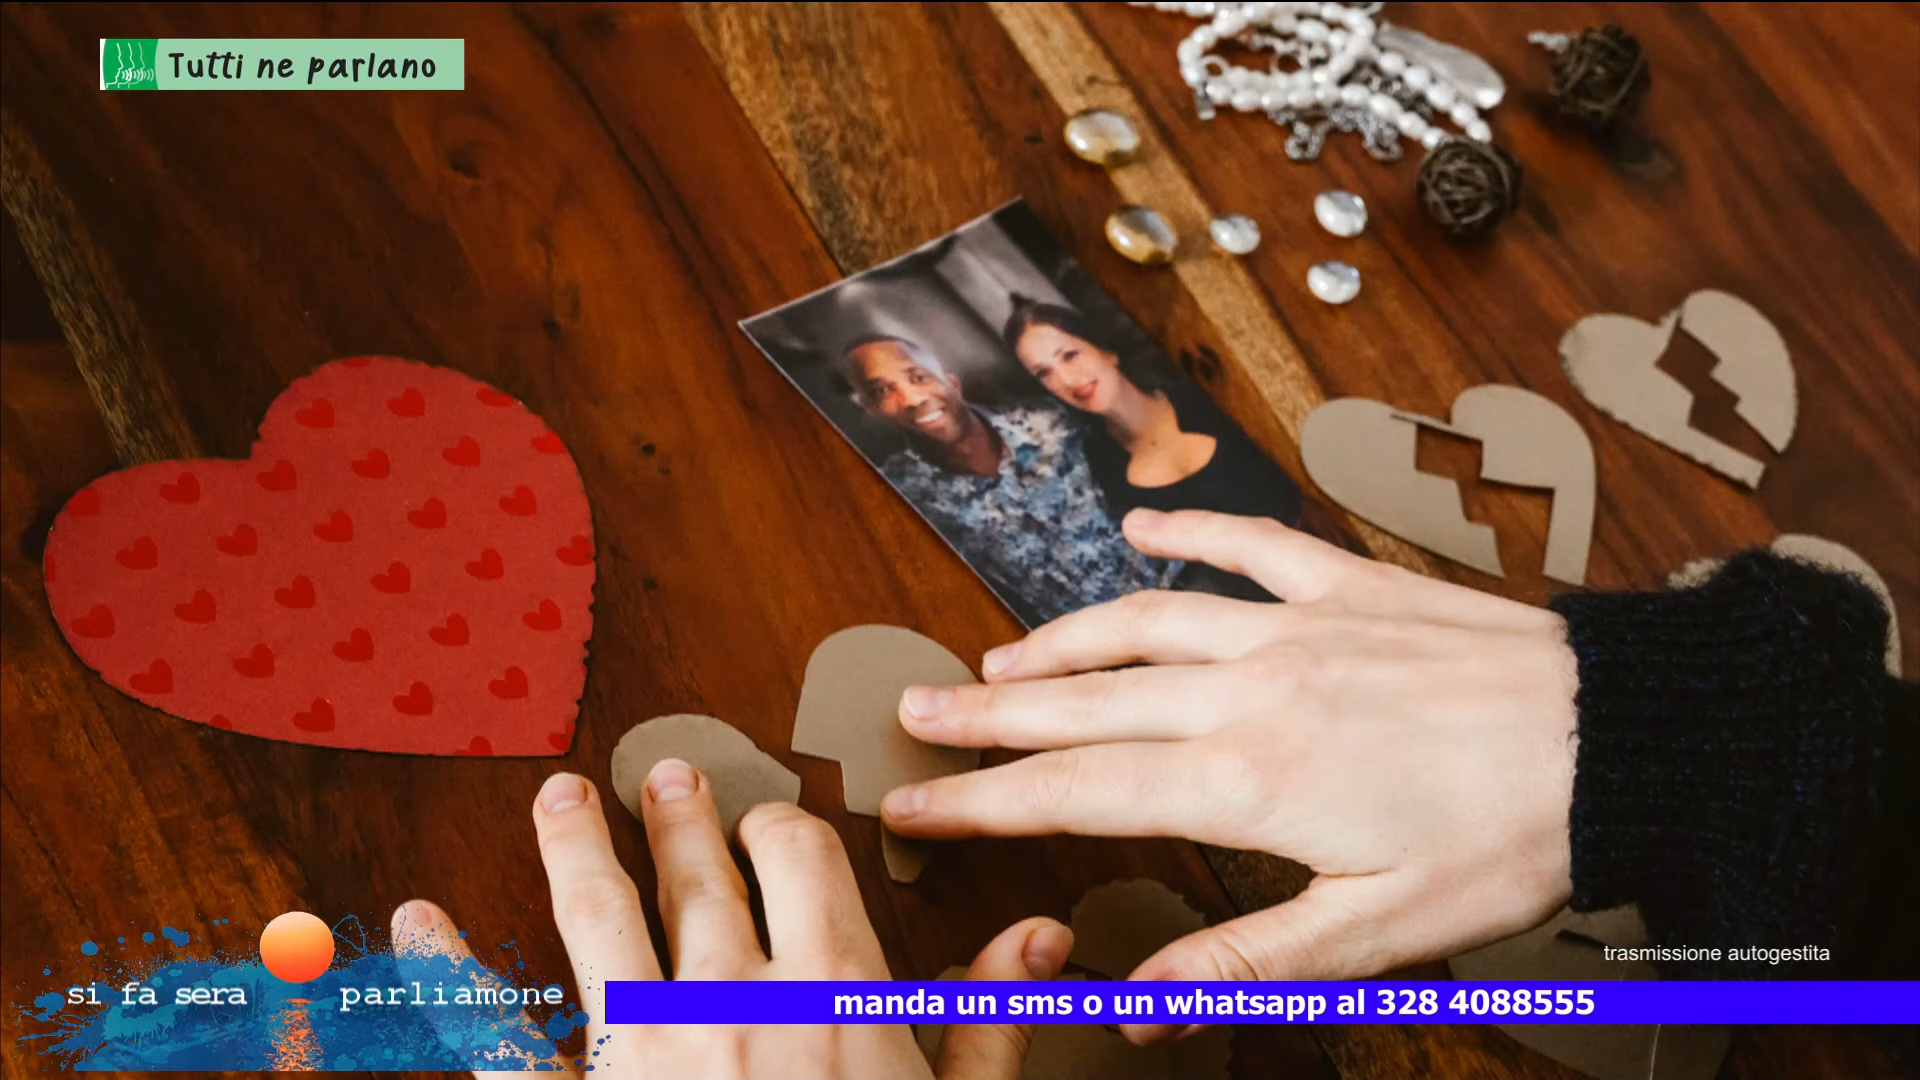 Tutti ne parlano
trasmissione autogestita
si fa sera parliamone
manda un sms o un whatsapp al 328 4088555